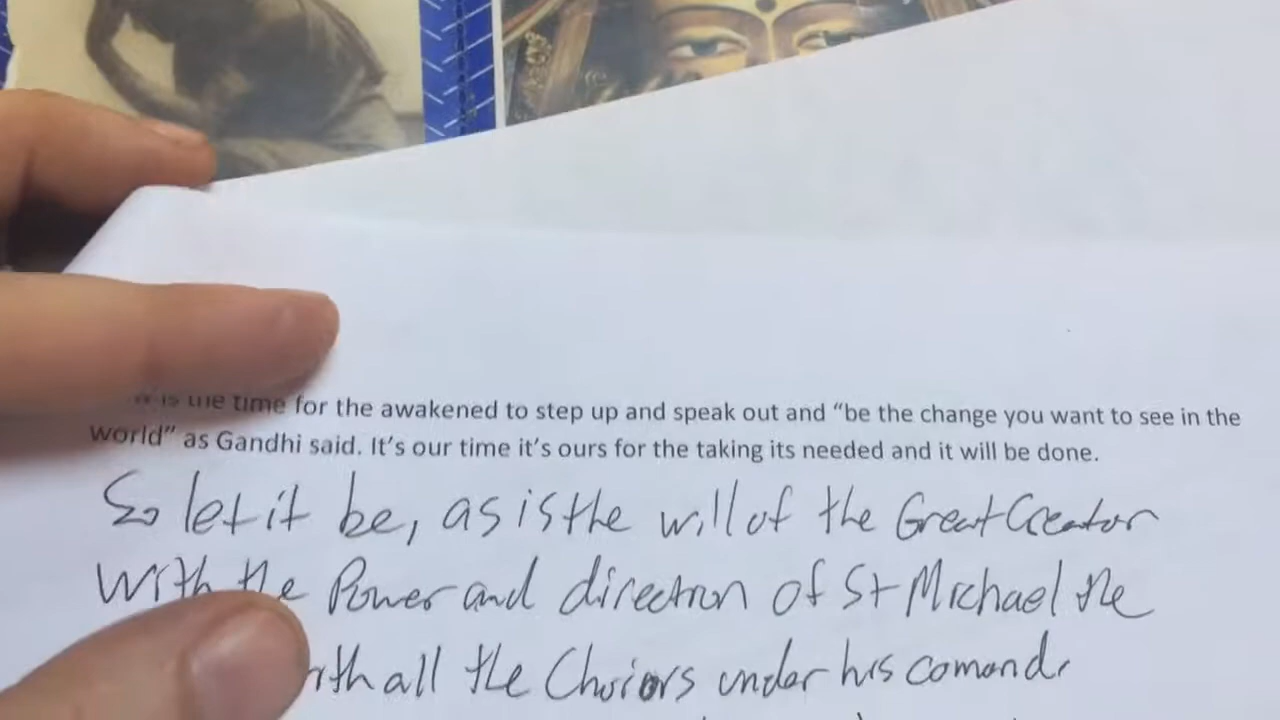 is the time for the awakened to step up and speak out and “be the change you want to see in the
world” as Gandhi said. It’s our time it’s ours for the taking its needed and it will be done.
So let it be, as is the will of the Great Creator
With the Power and direction of St Michael the
all the Choiors under his comand.